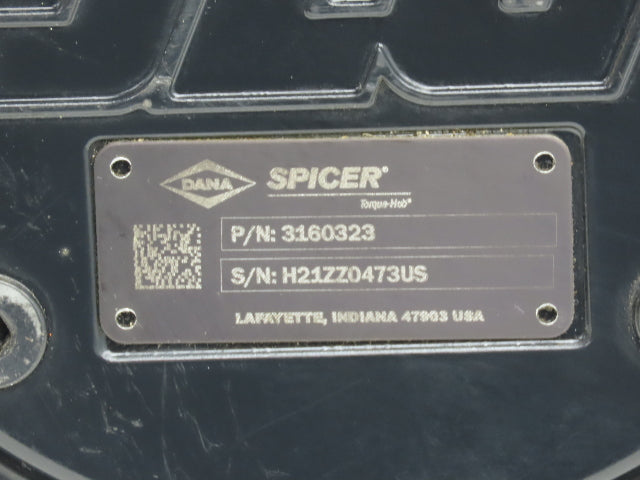 DANA
SPICER®
Torque-Hub®
P/N: 3160323
S/N: H21ZZ0473US
LAFAYETTE, INDIANA 47903 USA